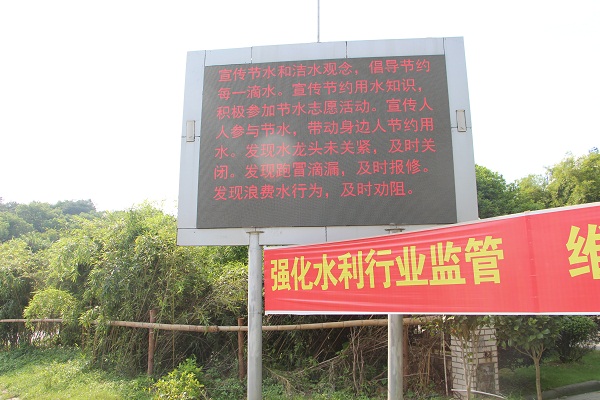 宣传节水和洁水观念，倡导节约
每一滴水。宣传节约用水知识，
积极参加节水志愿活动。宣传人
人参与节水，带动身边人节约用
水。发现水龙头未关紧，及时关
闭。发现跑冒滴漏，及时报修。
发现浪费水行为，及时劝阻。
强化水利行业监管 维